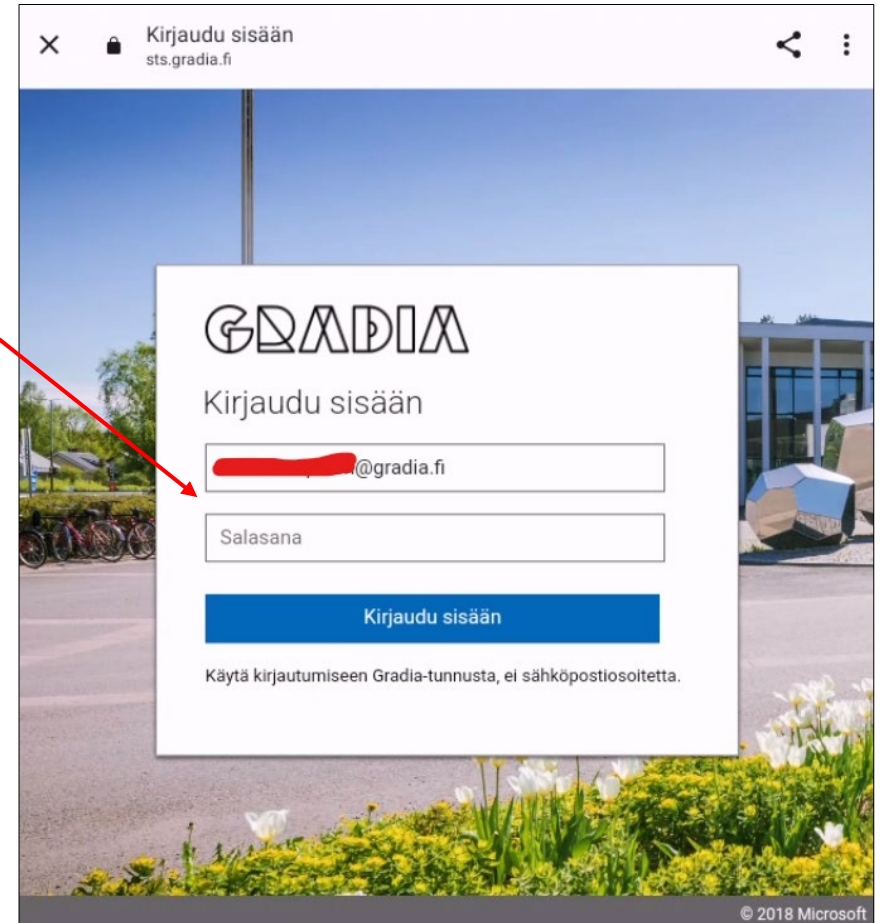 Kirjaudu sisään
sts.gradia.fi
GRADIA
Kirjaudu sisään
@gradia.fi
Salasana
Kirjaudu sisään
Käytä kirjautumiseen Gradia-tunnusta, ei sähköpostiosoitetta.
© 2018 Microsoft